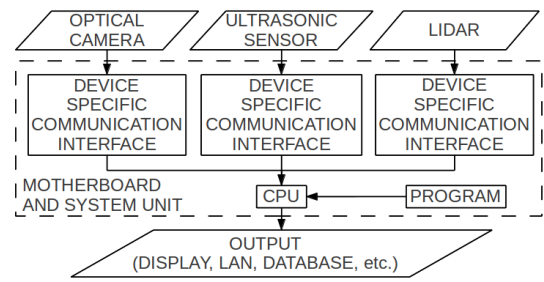 OPTICAL
CAMERA
ULTRASONIC
SENSOR
LIDAR
DEVICE
SPECIFIC
COMMUNICATION
INTERFACE
DEVICE
SPECIFIC
COMMUNICATION
INTERFACE
DEVICE
SPECIFIC
COMMUNICATION
INTERFACE
MOTHERBOARD
AND SYSTEM UNIT
CPU
PROGRAM
OUTPUT
(DISPLAY, LAN, DATABASE, etc.)